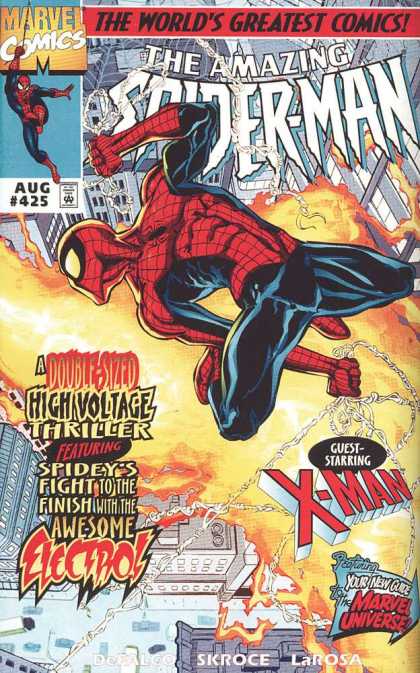 MARVEL COMICS
M
THE WORLD'S GREATEST COMICS!
THE AMAZING
SPIDER-MAN
AUG
#425
A DOUBLE-SIZED
HIGH VOLTAGE
THRILLER
FEATURING
SPIDEY'S
FIGHT TO THE
FINISH WITH THE
AWESOME
ELECTRO!
GUEST-
STARRING
X-MAN
Featuring
YOUR NEW GUIDE
TO THE
MARVEL
UNIVERSE!
DeFALCO SKROCE LaROSA